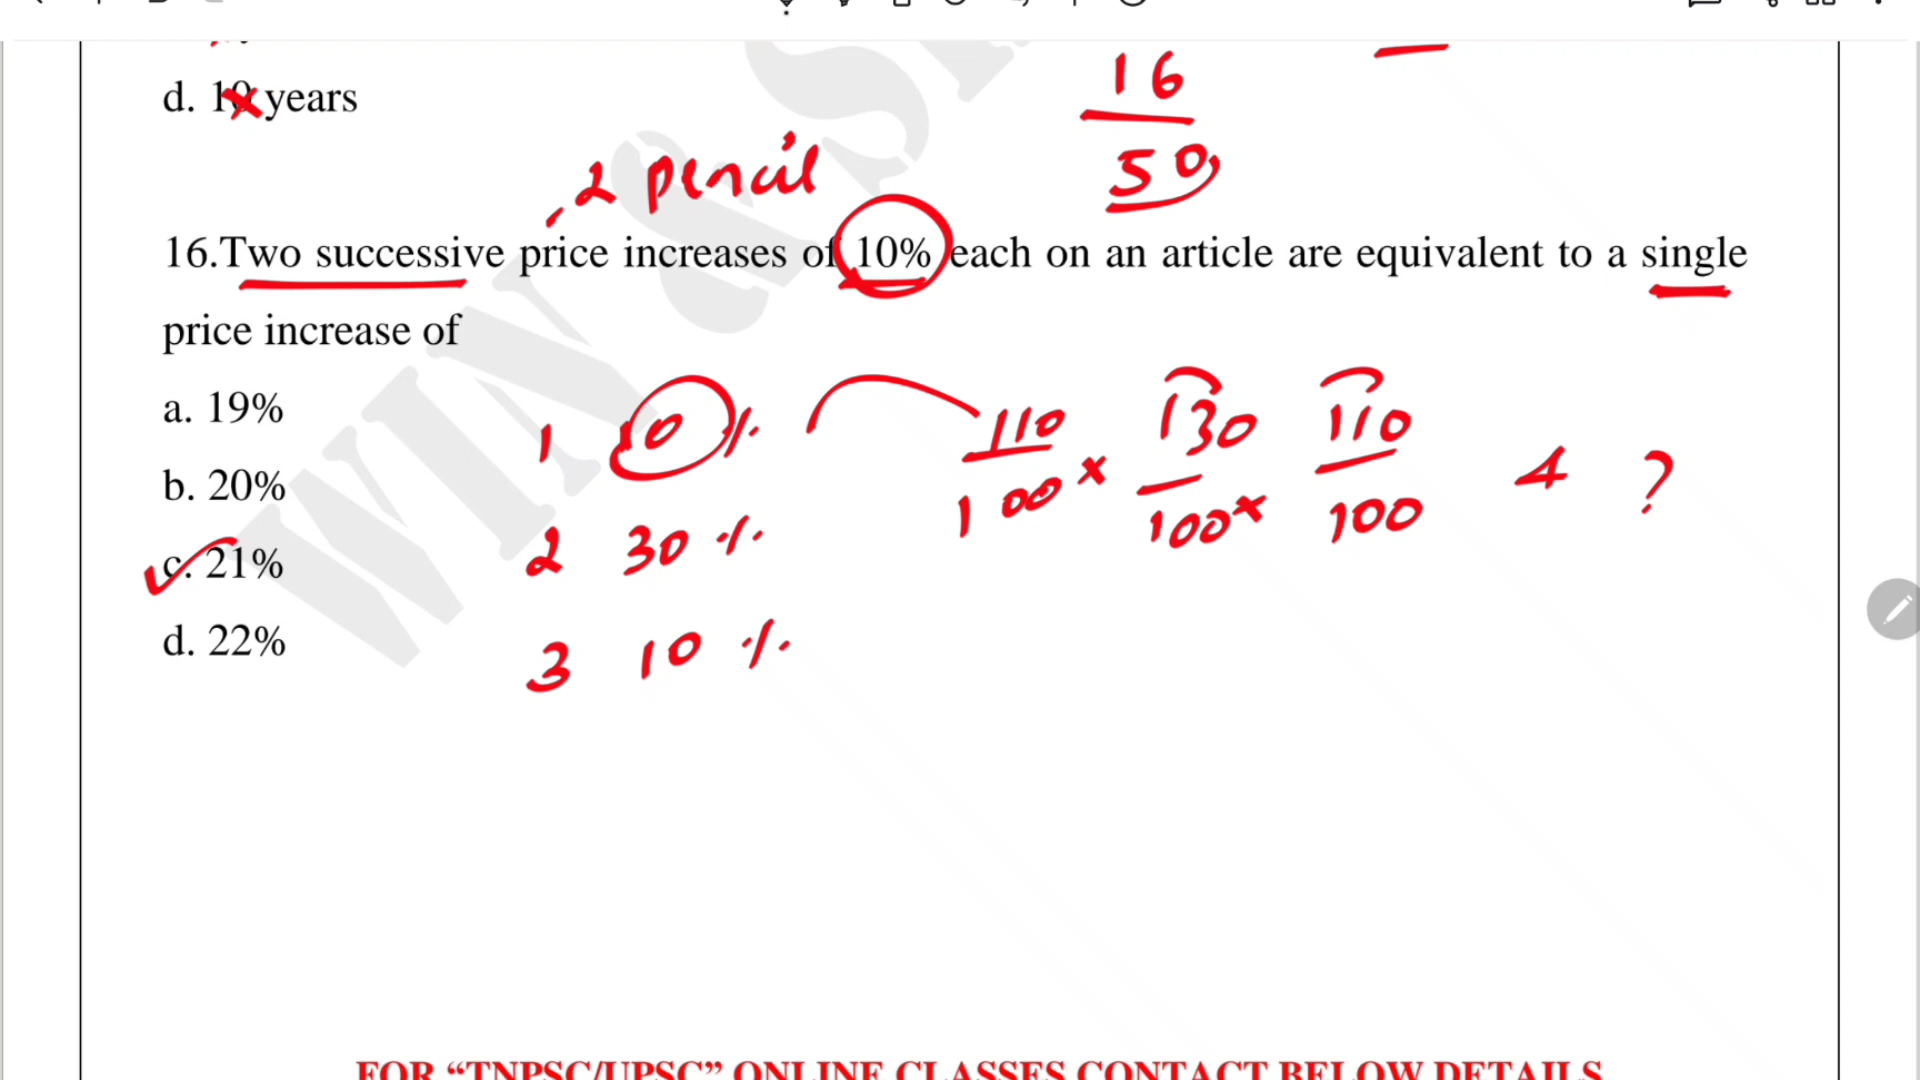 16
d. 10 years
2 pencil
50
16.Two successive price increases of 10% each on an article are equivalent to a single
price increase of
a. 19%
1 10 %
110/100 × 130/100 × 110/100 4 ?
b. 20%
2 30 %
c. 21%
3 10 %
d. 22%
WIN &
FOR “TNPSC/UPSC” ONLINE CLASSES CONTACT BELOW DETAILS